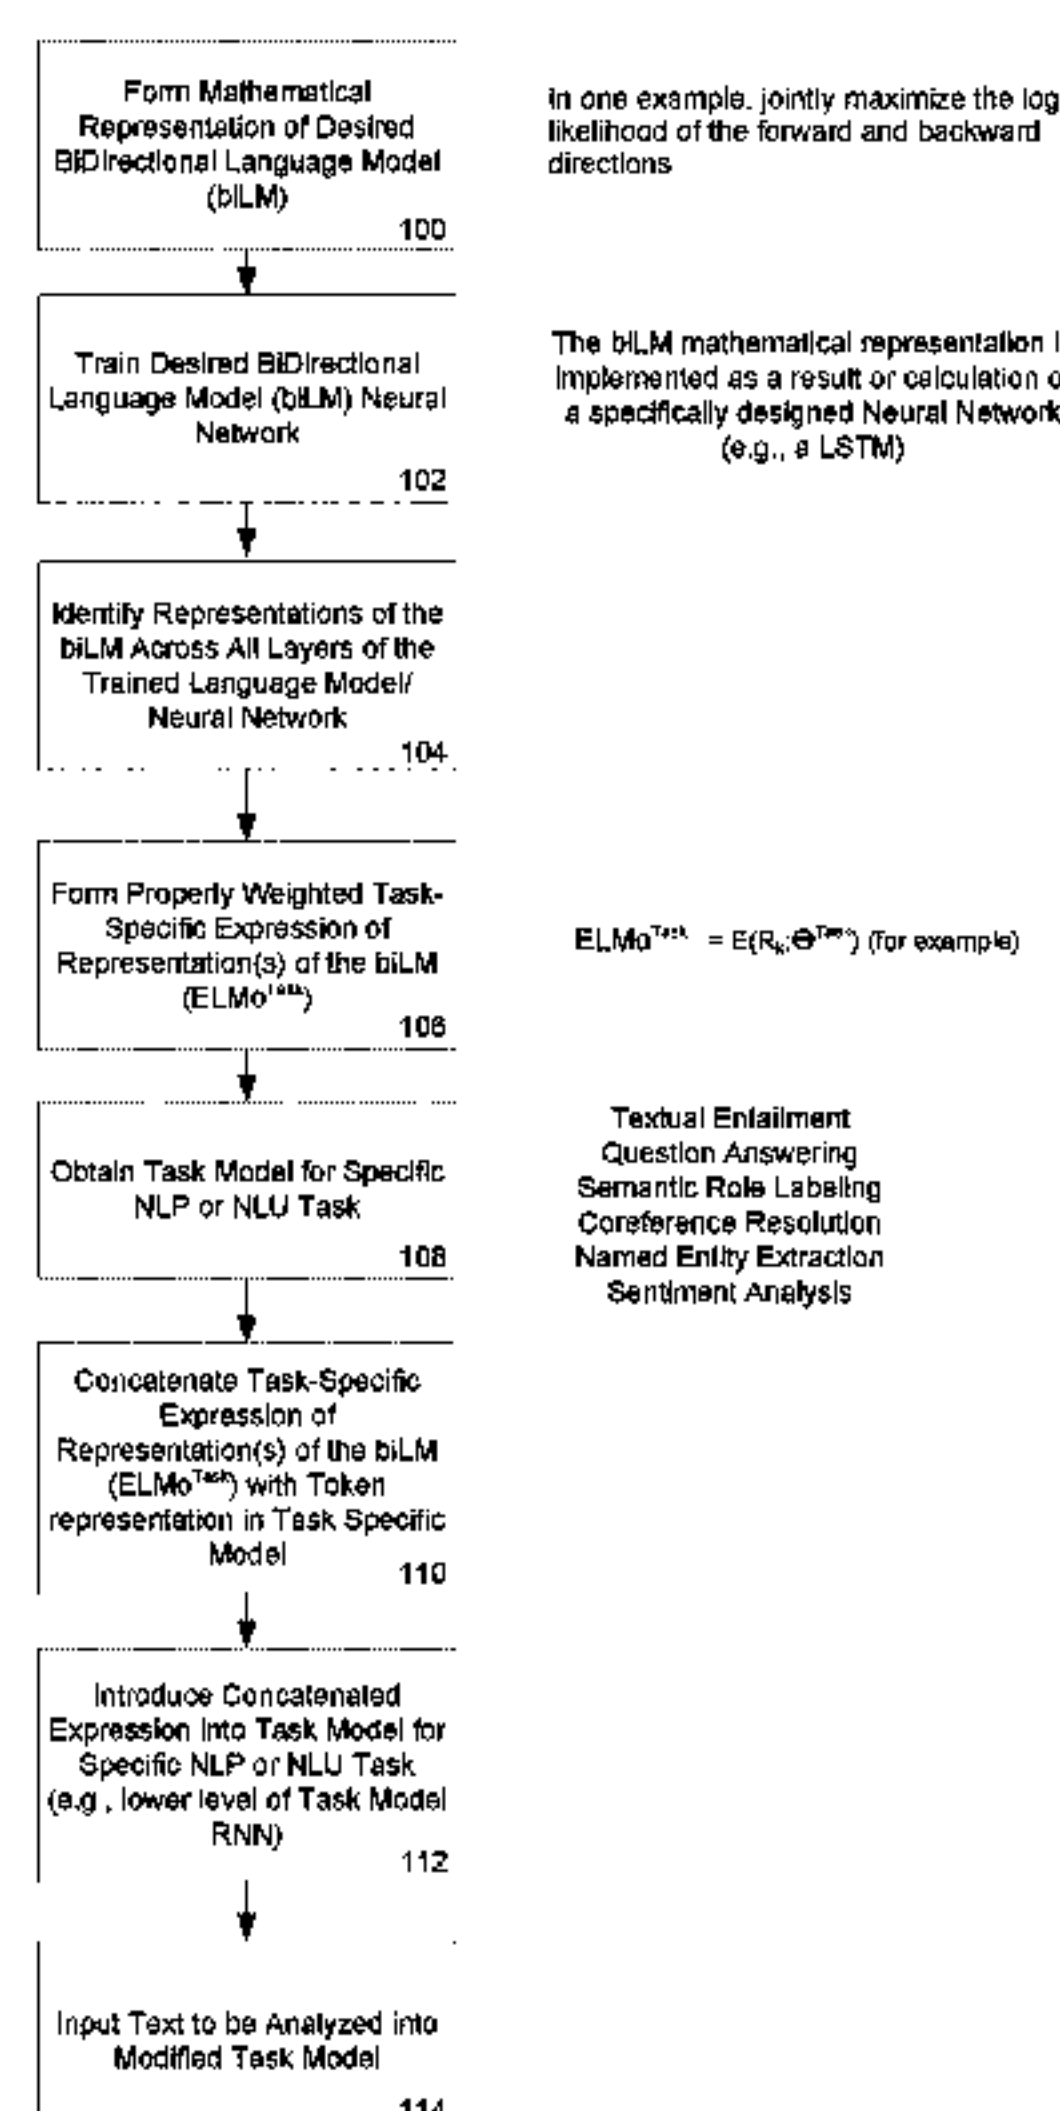 Form Mathematical
Representation of Desired
BiDirectional Language Model
(biLM)
100
In one example, jointly maximize the log
likelihood of the forward and backward
directions
Train Desired BiDirectional
Language Model (biLM) Neural
Network
102
The biLM mathematical representation
Implemented as a result or calculation
a specifically designed Neural Network
(e.g., a LSTM)
Identify Representations of the
biLM Across All Layers of the
Trained Language Model/
Neural Network
104
Form Properly Weighted Task-
Specific Expression of
Representation(s) of the biLM
(ELMoᵀᵃˢᵏ)
106
ELMoᵀᵃˢᵏ = E(Rₖ;Θᵀᵃˢᵏ) (for example)
Obtain Task Model for Specific
NLP or NLU Task
108
Textual Entailment
Question Answering
Semantic Role Labeling
Coreference Resolution
Named Entity Extraction
Sentiment Analysis
Concatenate Task-Specific
Expression of
Representation(s) of the biLM
(ELMoᵀᵃˢᵏ) with Token
representation in Task Specific
Model
110
Introduce Concatenated
Expression Into Task Model for
Specific NLP or NLU Task
(e.g., lower level of Task Model
RNN)
112
Input Text to be Analyzed into
Modified Task Model
114